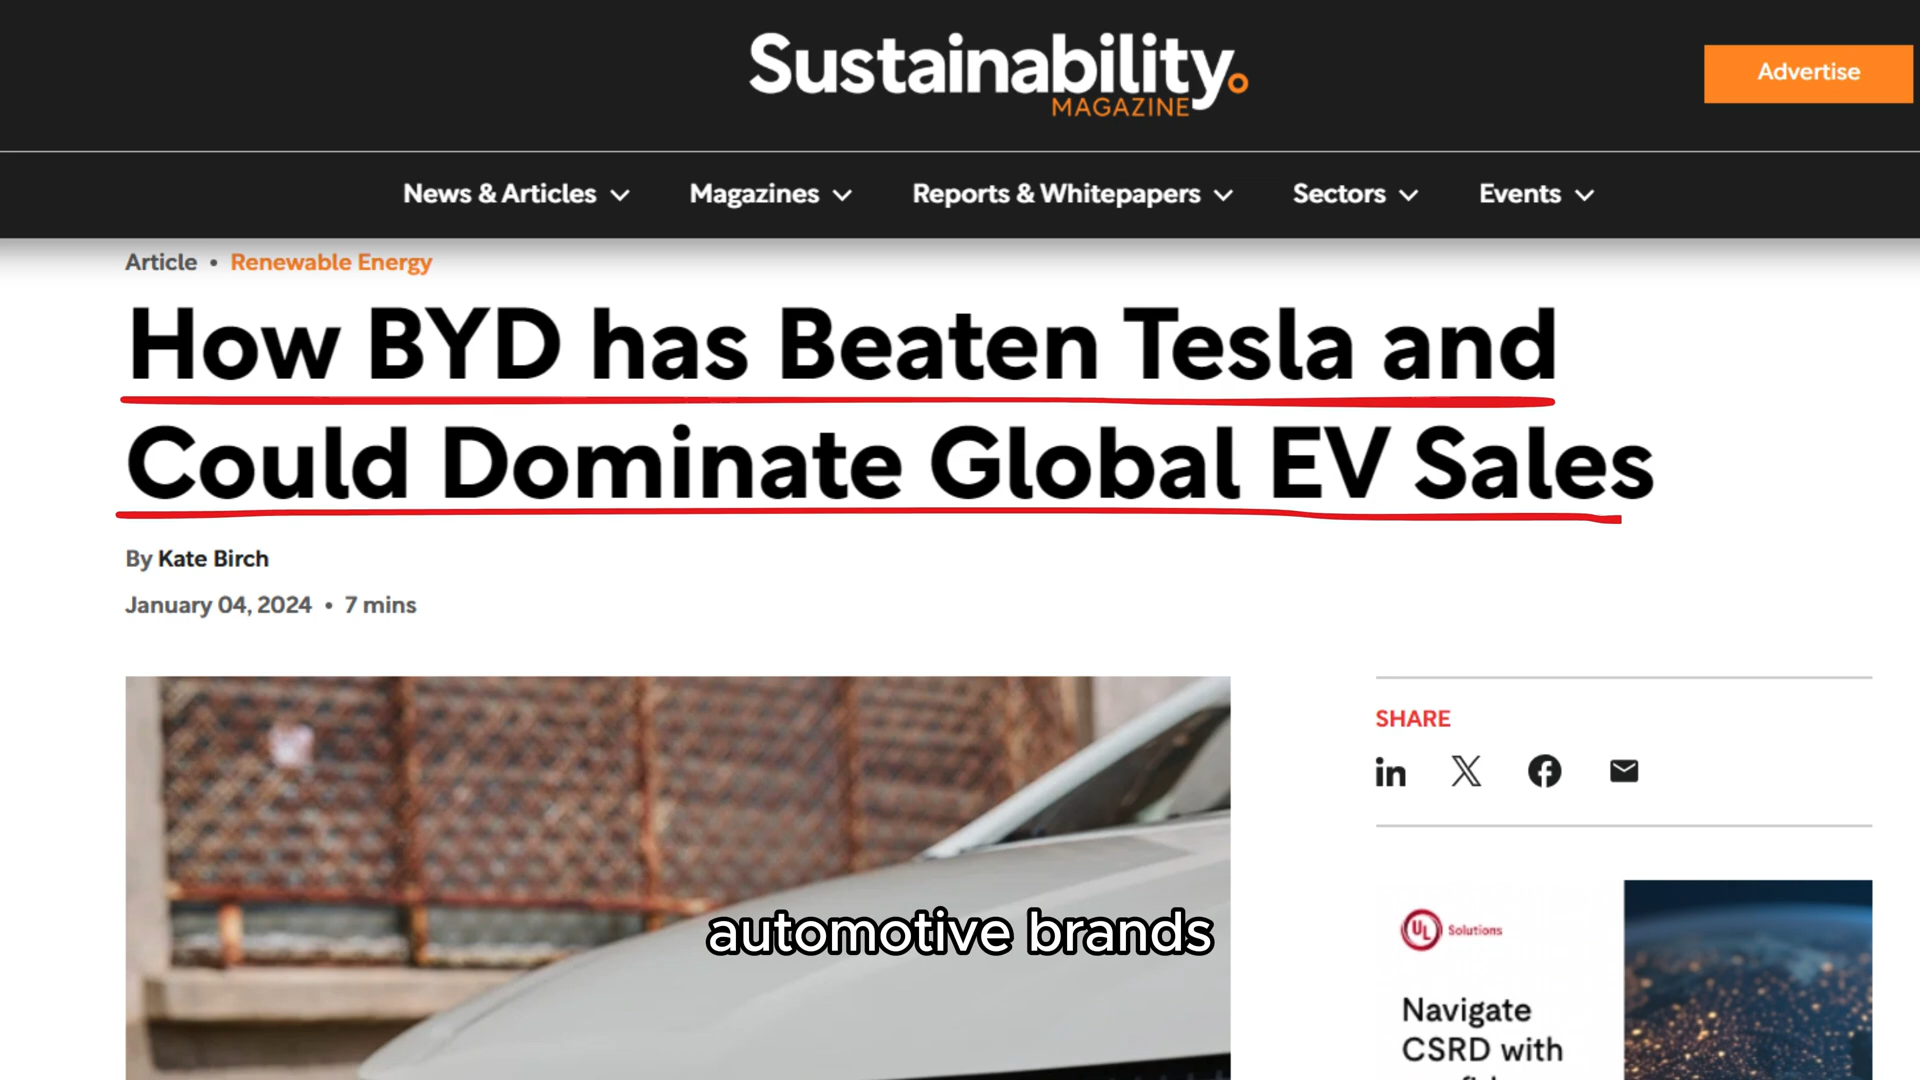 Sustainability
MAGAZINE
Advertise
News & Articles
Magazines
Reports & Whitepapers
Sectors
Events
Article • Renewable Energy
How BYD has Beaten Tesla and
Could Dominate Global EV Sales
By Kate Birch
January 04, 2024 • 7 mins
SHARE
in
automotive brands
UL Solutions
Navigate
CSRD with